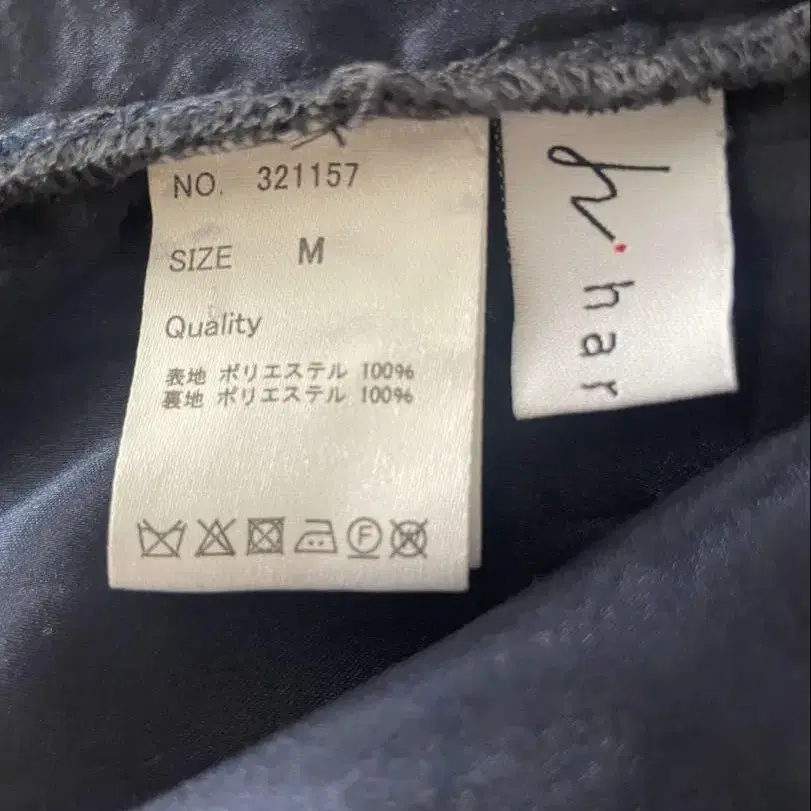 NO. 321157
SIZE M
Quality
表地 ポリエステル 100%
裏地 ポリエステル 100%
F
W
h.
har